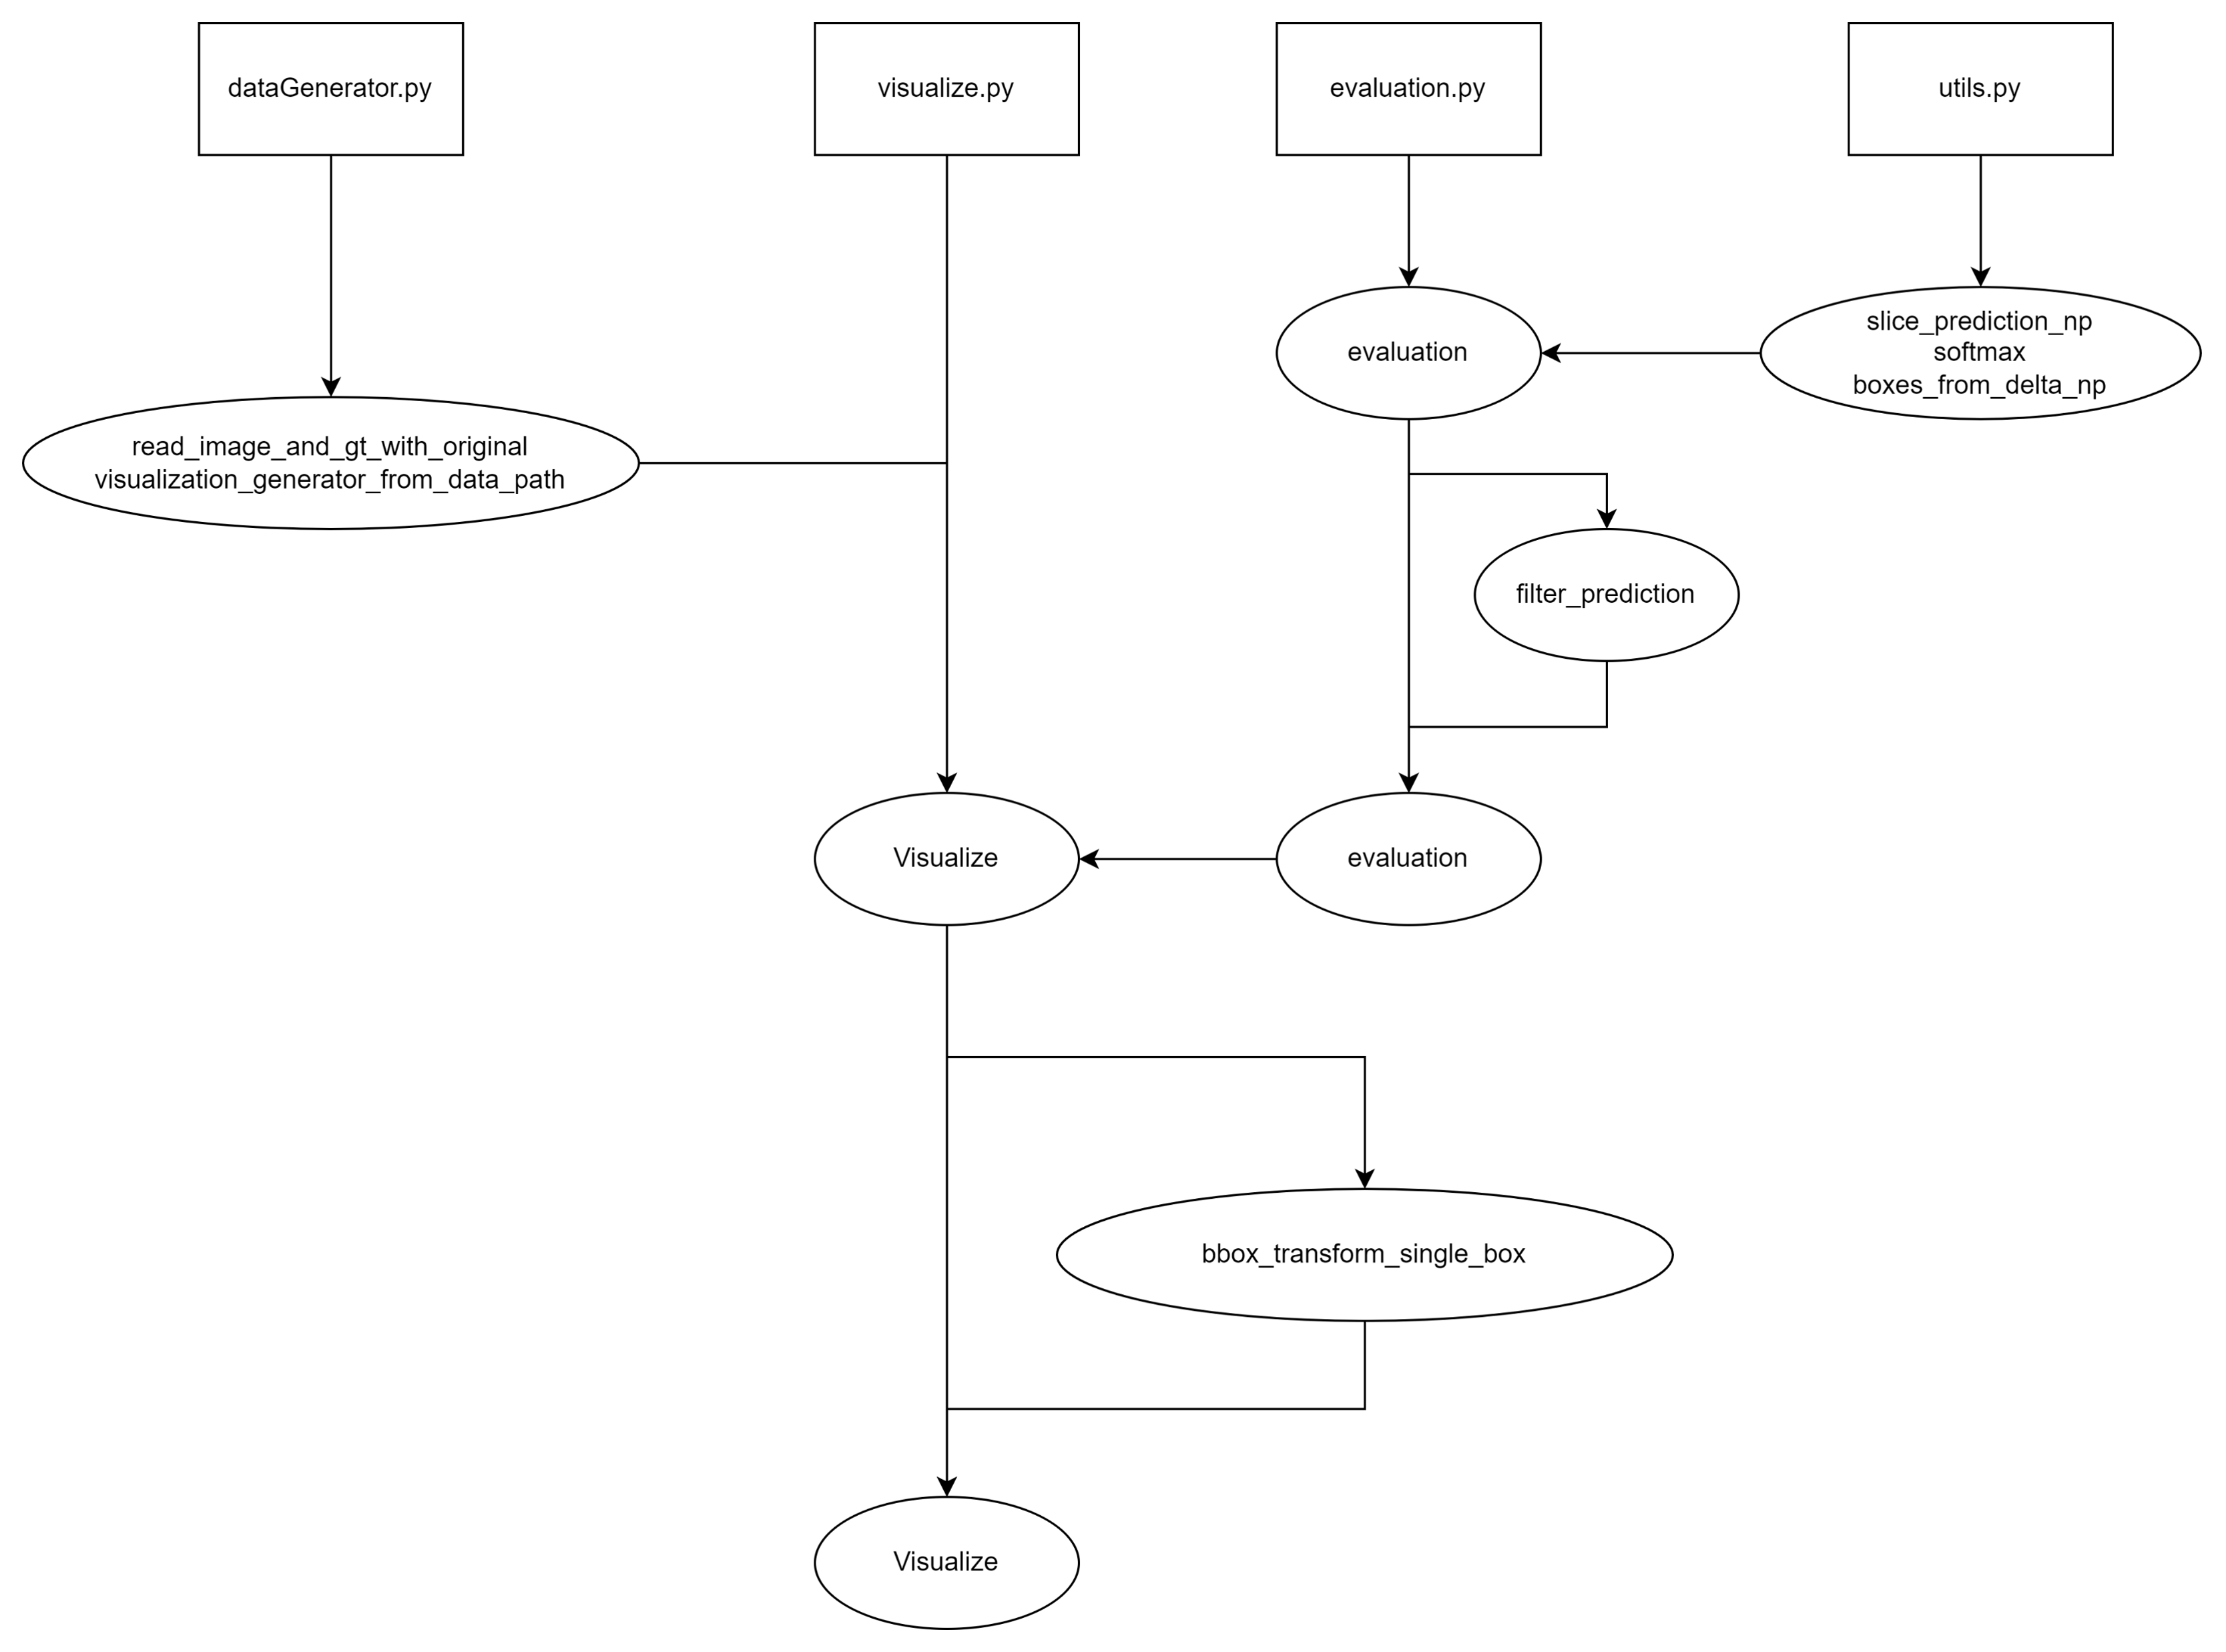 dataGenerator.py
visualize.py
evaluation.py
utils.py
evaluation
slice_prediction_np
softmax
boxes_from_delta_np
read_image_and_gt_with_original
visualization_generator_from_data_path
filter_prediction
Visualize
evaluation
bbox_transform_single_box
Visualize